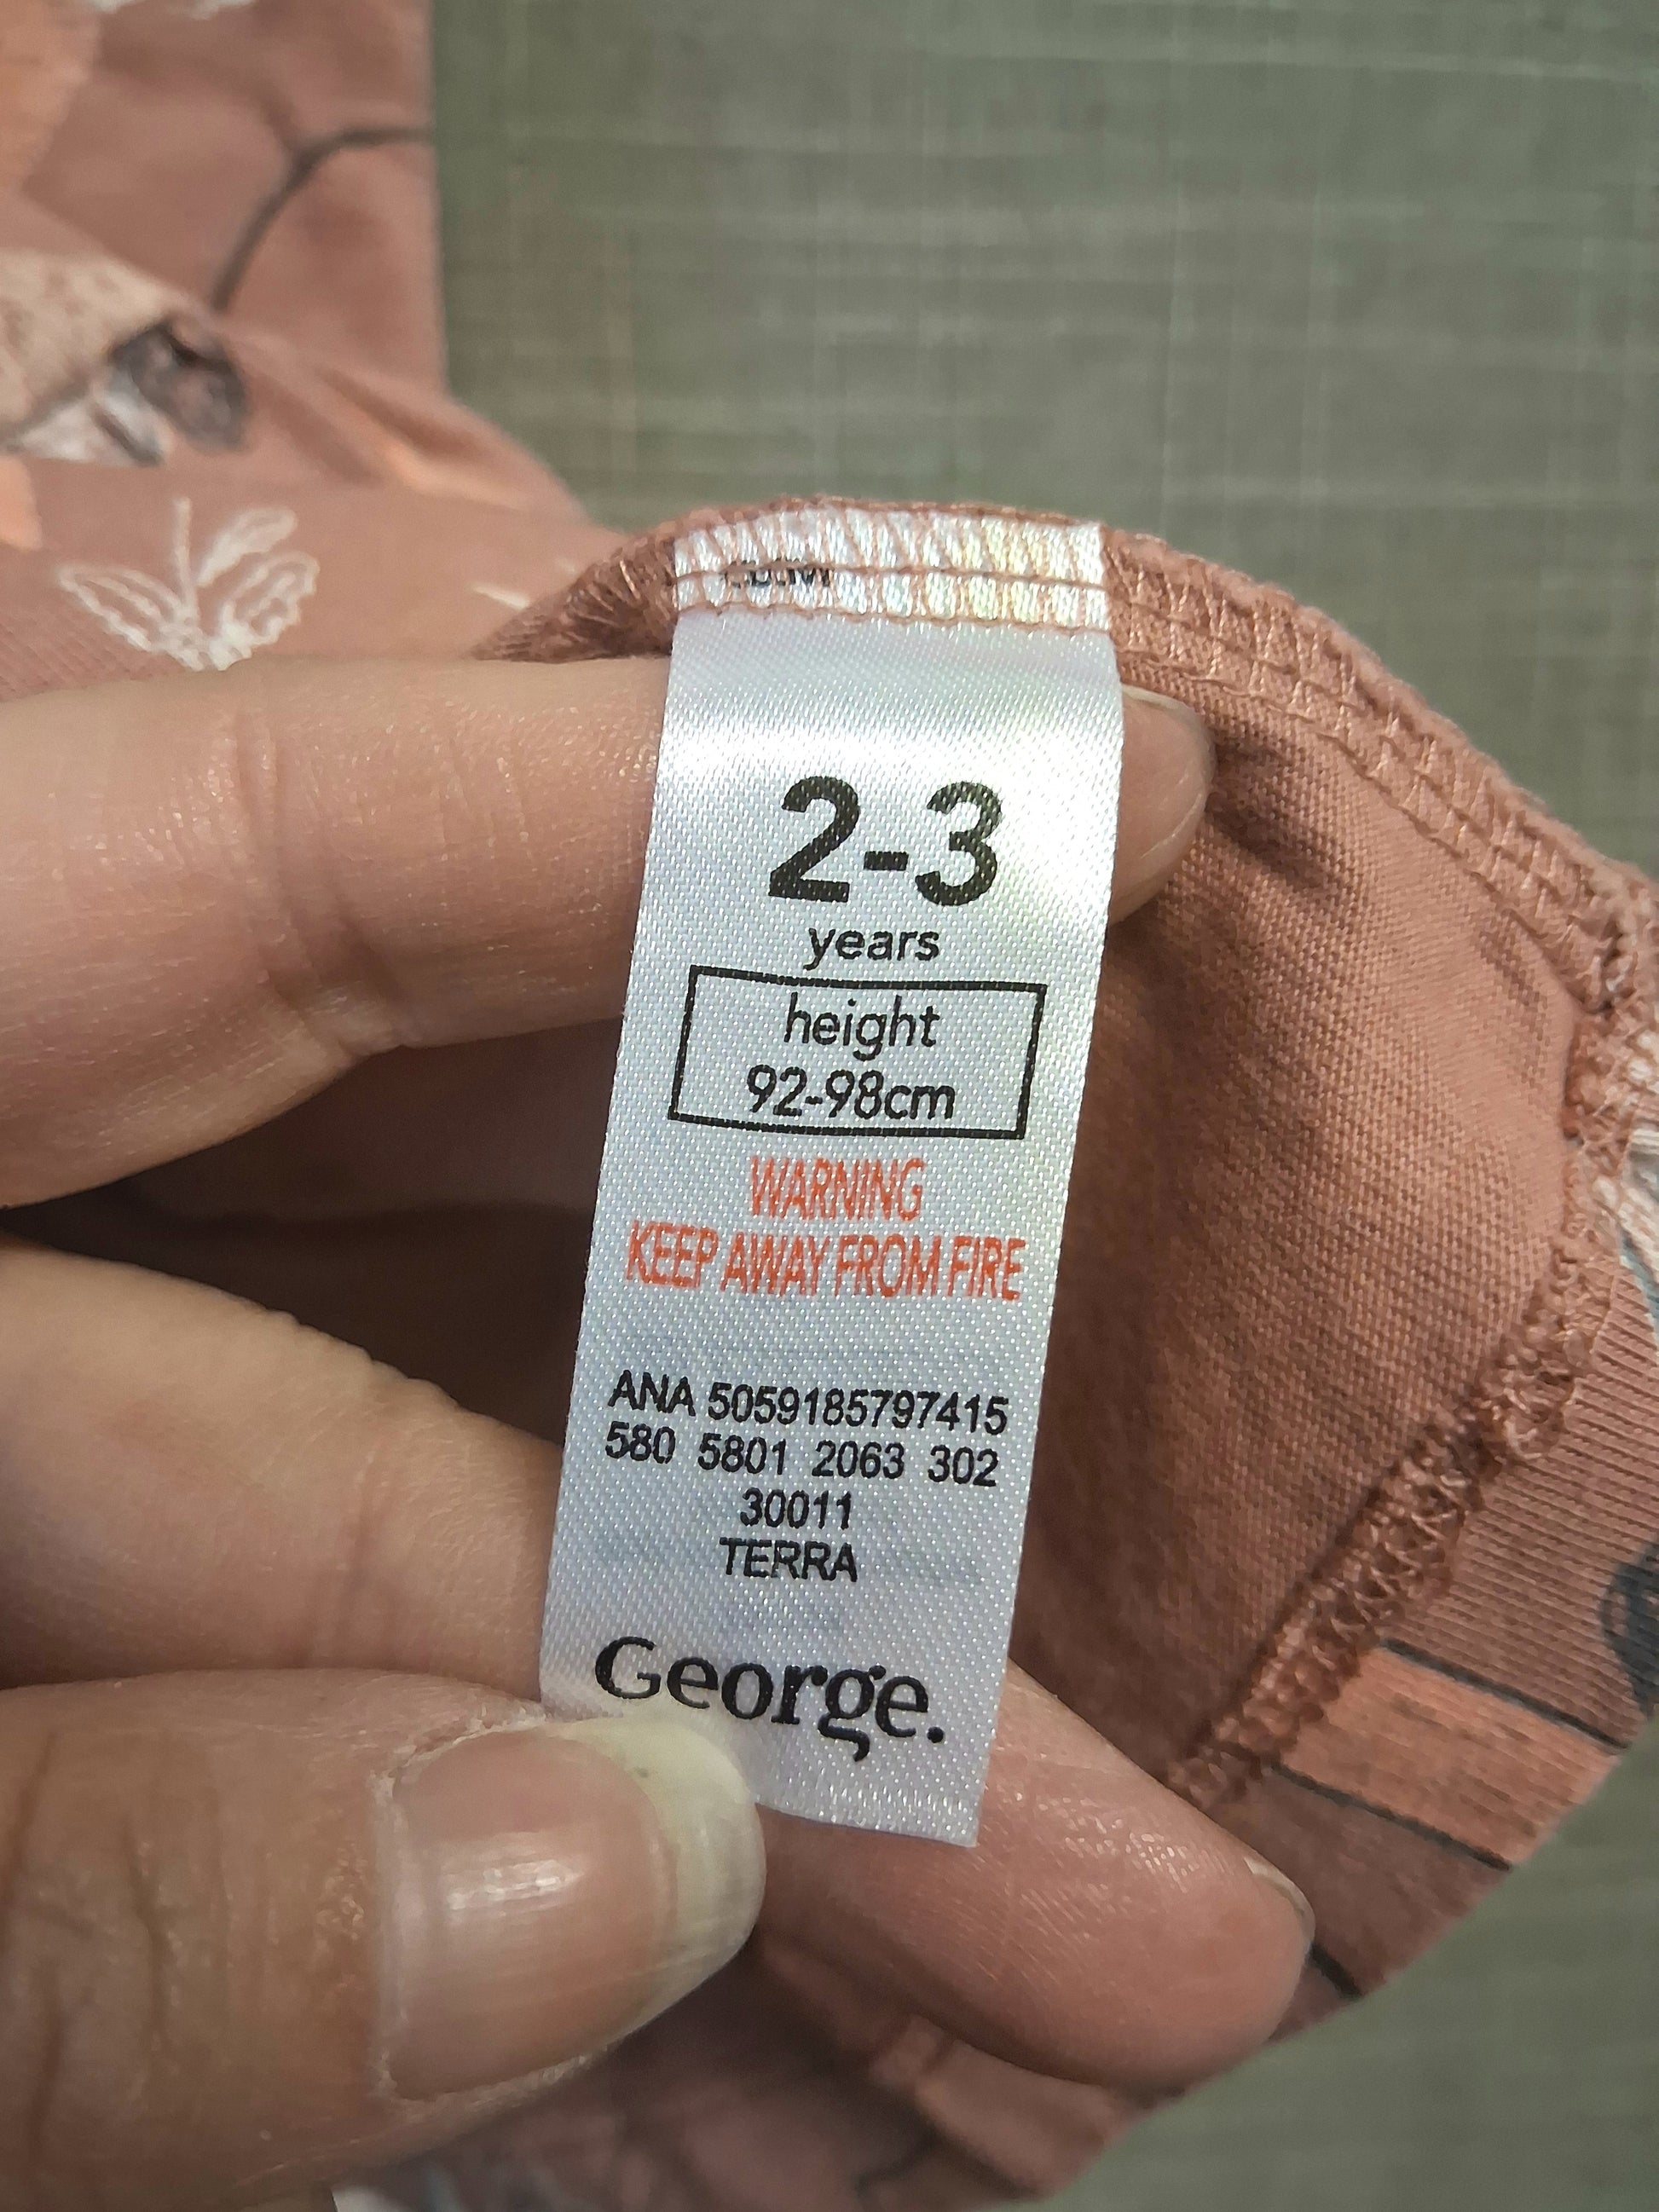 2-3
years
height
92-98cm
WARNING
KEEP AWAY FROM FIRE
ANA 5059185797415
580 5801 2063 302
30011
TERRA
George.